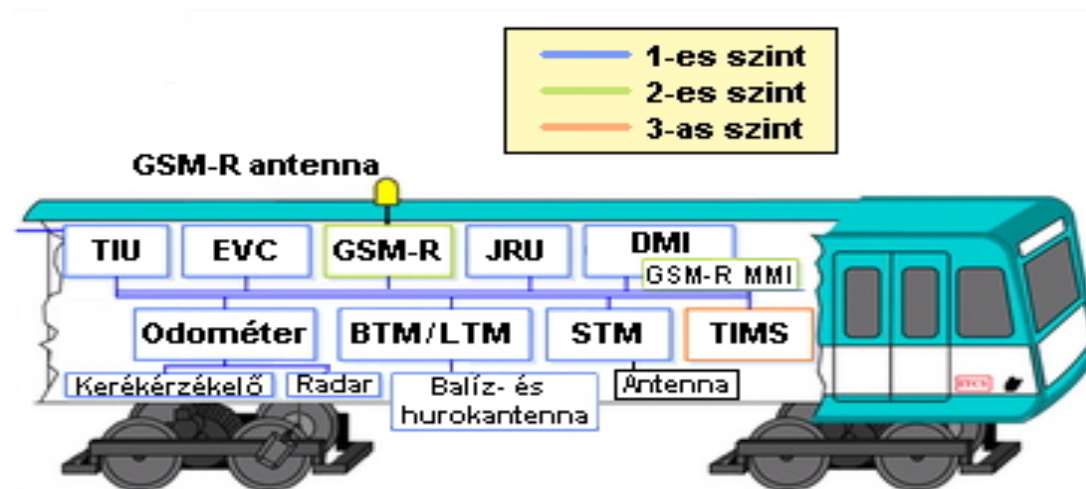 1-es szint
2-es szint
3-as szint
GSM-R antenna
TIU EVC GSM-R JRU DMI
GSM-R MMI
Odométer BTM/LTM STM TIMS
Kerékérzékelő Radar Balíz- és Antenna
hurokantenna
ETCS